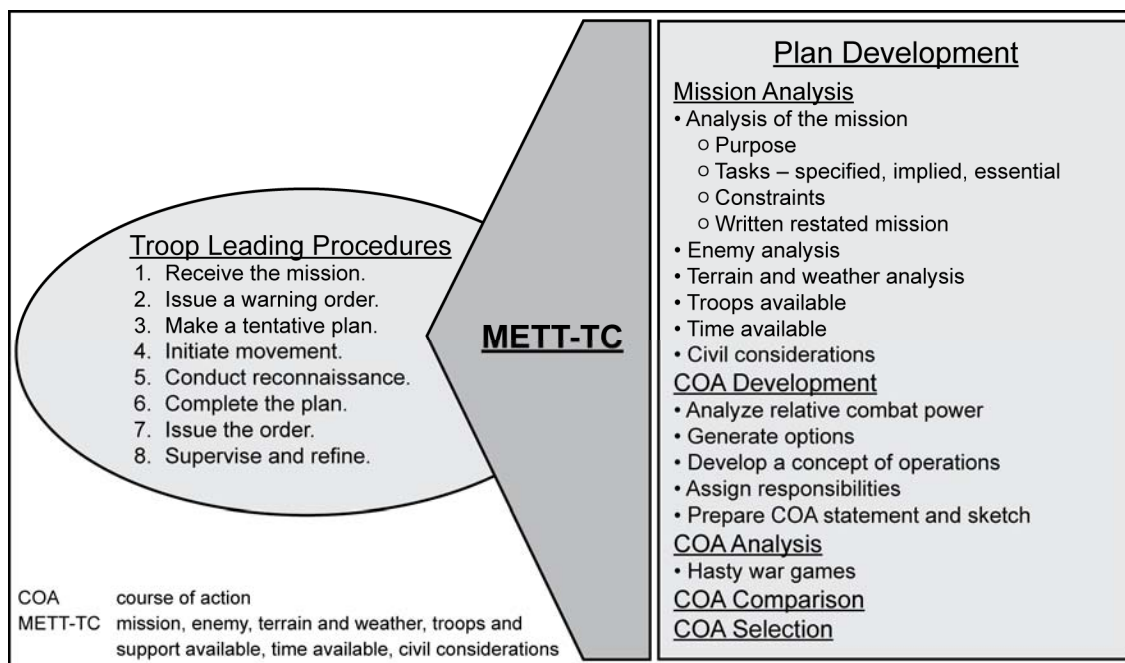 Troop Leading Procedures
1. Receive the mission.
2. Issue a warning order.
3. Make a tentative plan.
4. Initiate movement.
5. Conduct reconnaissance.
6. Complete the plan.
7. Issue the order.
8. Supervise and refine.
METT-TC
Plan Development
Mission Analysis
• Analysis of the mission
o Purpose
o Tasks – specified, implied, essential
o Constraints
o Written restated mission
• Enemy analysis
• Terrain and weather analysis
• Troops available
• Time available
• Civil considerations
COA Development
• Analyze relative combat power
• Generate options
• Develop a concept of operations
• Assign responsibilities
• Prepare COA statement and sketch
COA Analysis
• Hasty war games
COA Comparison
COA Selection
COA course of action
METT-TC mission, enemy, terrain and weather, troops and
support available, time available, civil considerations